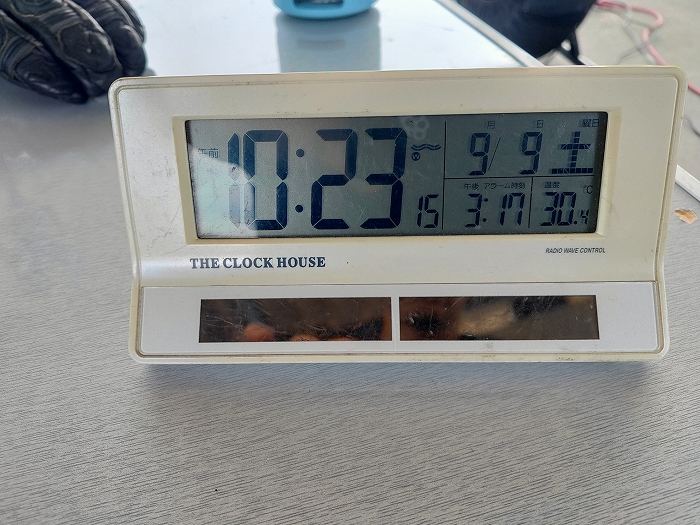 月 日 曜日
午前 10:23 15 W 9/9 土
午後 アラーム時刻 温度 ℃
3:17 30.4
THE CLOCK HOUSE
RADIO WAVE CONTROL